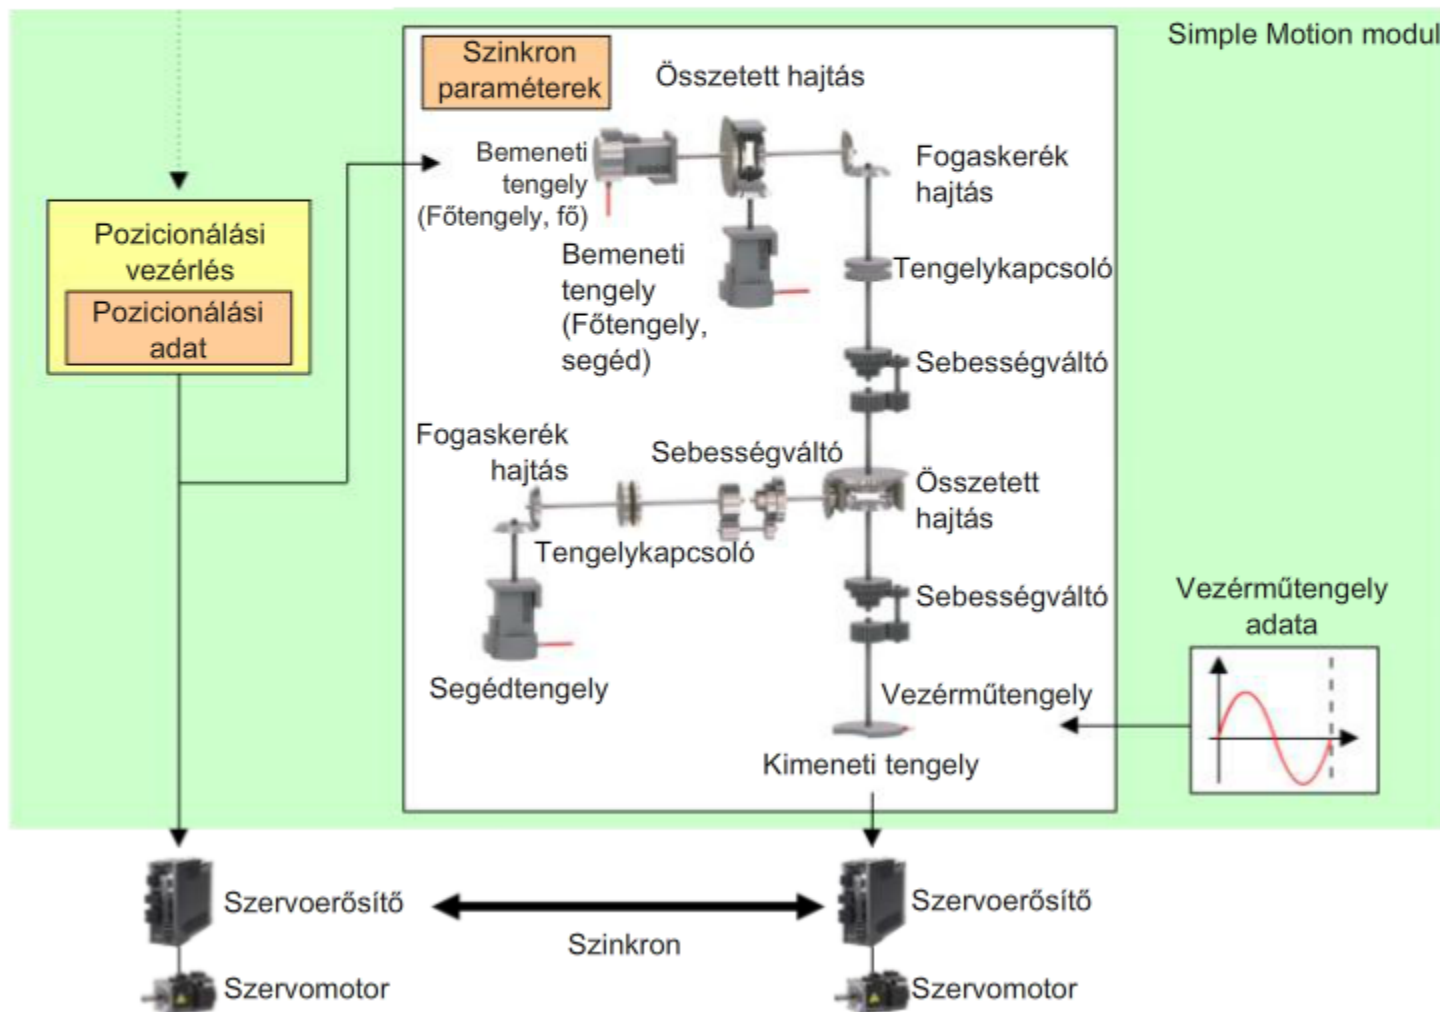 Simple Motion modul
Szinkron
paraméterek
Összetett hajtás
Bemeneti
tengely
(Főtengely, fő)
Fogaskerék
hajtás
Bemeneti
tengely
(Főtengely,
segéd)
Tengelykapcsoló
Pozicionálási
vezérlés
Pozicionálási
adat
Sebességváltó
Fogaskerék
hajtás
Sebességváltó
Összetett
hajtás
Tengelykapcsoló
Sebességváltó
Vezérműtengely
adata
Segédtengely
Vezérműtengely
Kimeneti tengely
Szervoerősítő
Szinkron
Szervoerősítő
Szervomotor
Szervomotor